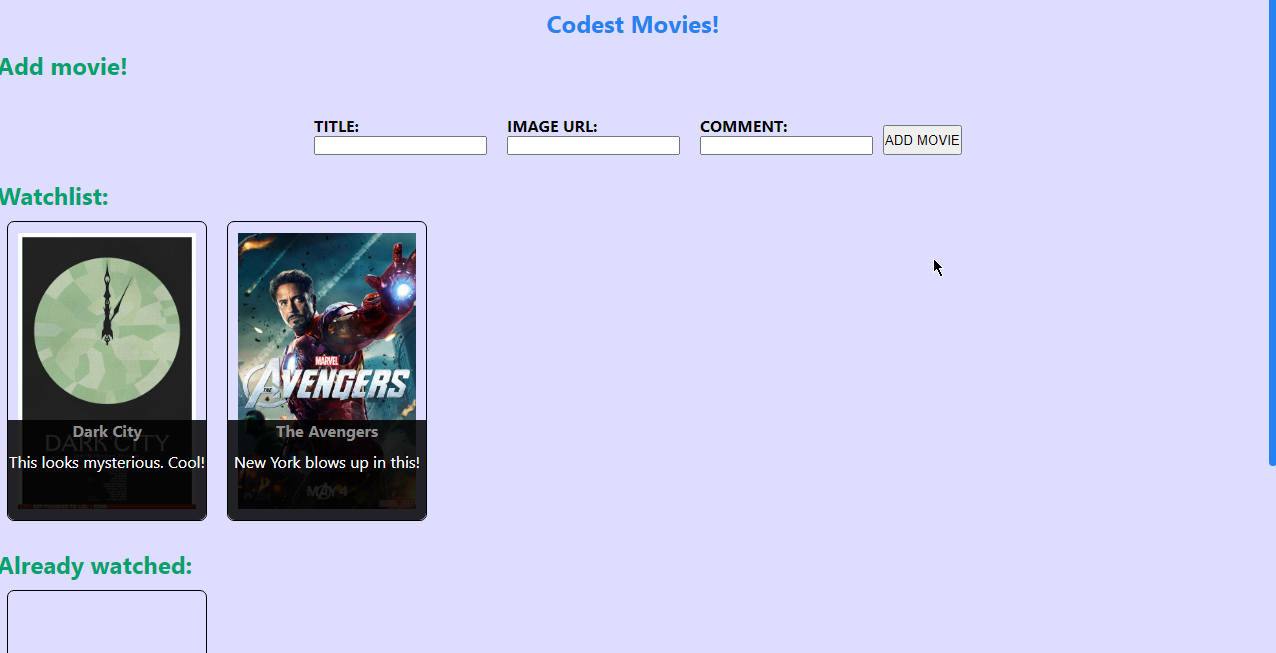 Codest Movies!
Add movie!
TITLE:
IMAGE URL:
COMMENT:
ADD MOVIE
Watchlist:
MARVEL
THE AVENGERS
DARK CITY
Dark City
This looks mysterious. Cool!
The Avengers
New York blows up in this!
MAY 4
Already watched: